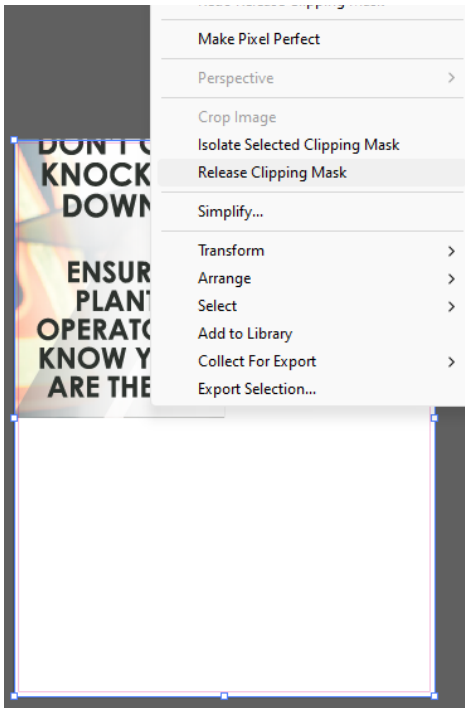 Make Pixel Perfect
Perspective
Crop Image
Isolate Selected Clipping Mask
Release Clipping Mask
Simplify...
Transform
Arrange
Select
Add to Library
Collect For Export
Export Selection...
DON'T
KNOCK
DOWN
ENSUR
PLANT
OPERATO
KNOW Y
ARE THE